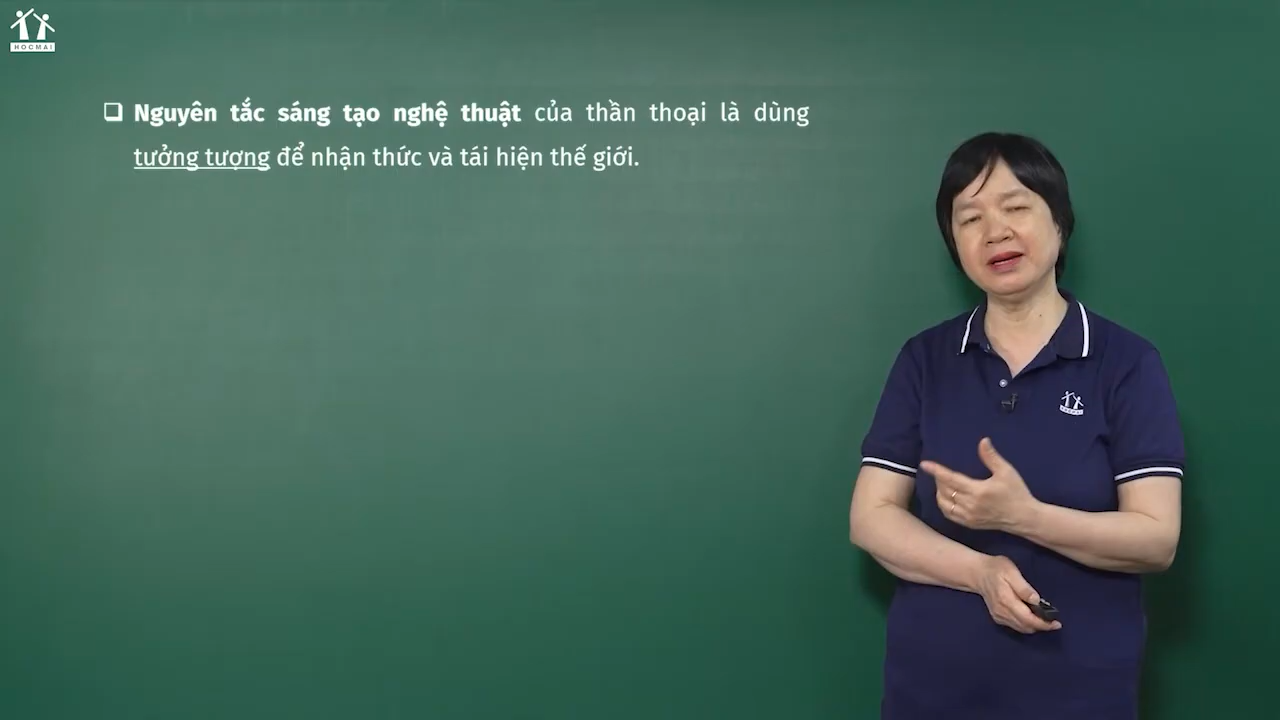 HOCMAI
❑ Nguyên tắc sáng tạo nghệ thuật của thần thoại là dùng
tưởng tượng để nhận thức và tái hiện thế giới.
HOCMAI